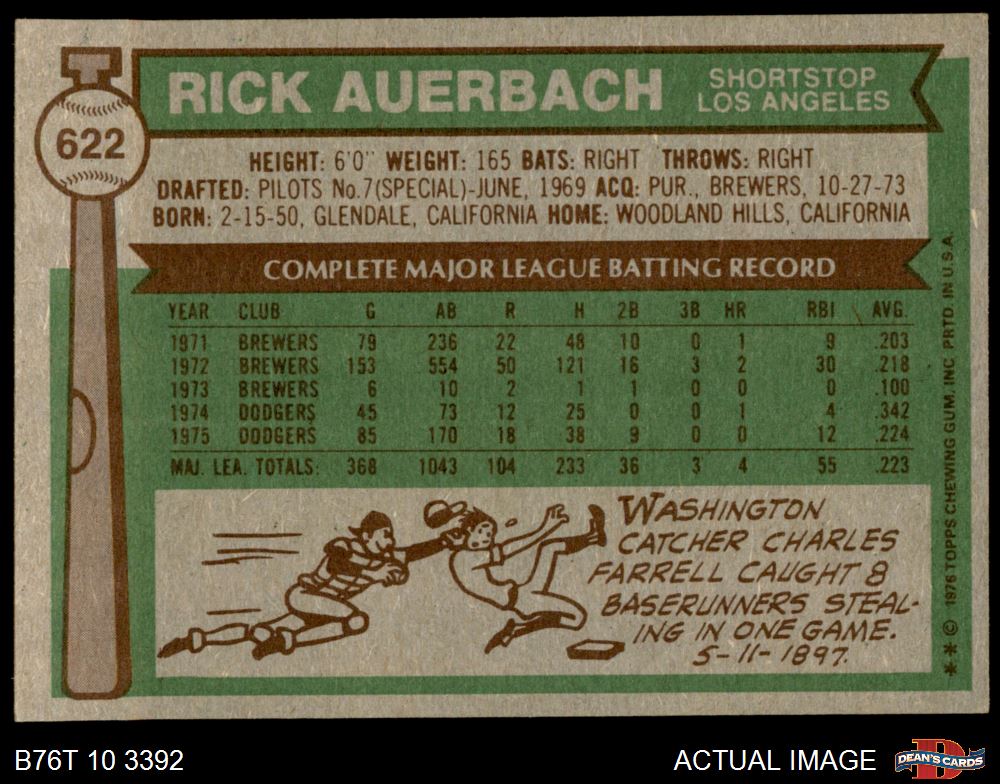 RICK AUERBACH
SHORTSTOP
LOS ANGELES
622
HEIGHT: 6'0" WEIGHT: 165 BATS: RIGHT THROWS: RIGHT
DRAFTED: PILOTS No.7(SPECIAL)-JUNE, 1969 ACQ: PUR., BREWERS, 10-27-73
BORN: 2-15-50, GLENDALE, CALIFORNIA HOME: WOODLAND HILLS, CALIFORNIA
COMPLETE MAJOR LEAGUE BATTING RECORD
YEAR CLUB G AB R H 2B 3B HR RBI AVG.
1971 BREWERS 79 236 22 48 10 0 1 9 .203
1972 BREWERS 153 554 50 121 16 3 2 30 .218
1973 BREWERS 6 10 2 1 1 0 0 0 .100
1974 DODGERS 45 73 12 25 0 0 1 4 .342
1975 DODGERS 85 170 18 38 9 0 0 12 .224
MAJ. LEA. TOTALS: 368 1043 104 233 36 3 4 55 .223
WASHINGTON
CATCHER CHARLES
FARRELL CAUGHT 8
BASERUNNERS STEAL-
ING IN ONE GAME.
5-11-1897.
** © 1976 TOPPS CHEWING GUM, INC PRTD. IN U.S.A.
B76T 10 3392
ACTUAL IMAGE
D
DEAN'S CARDS